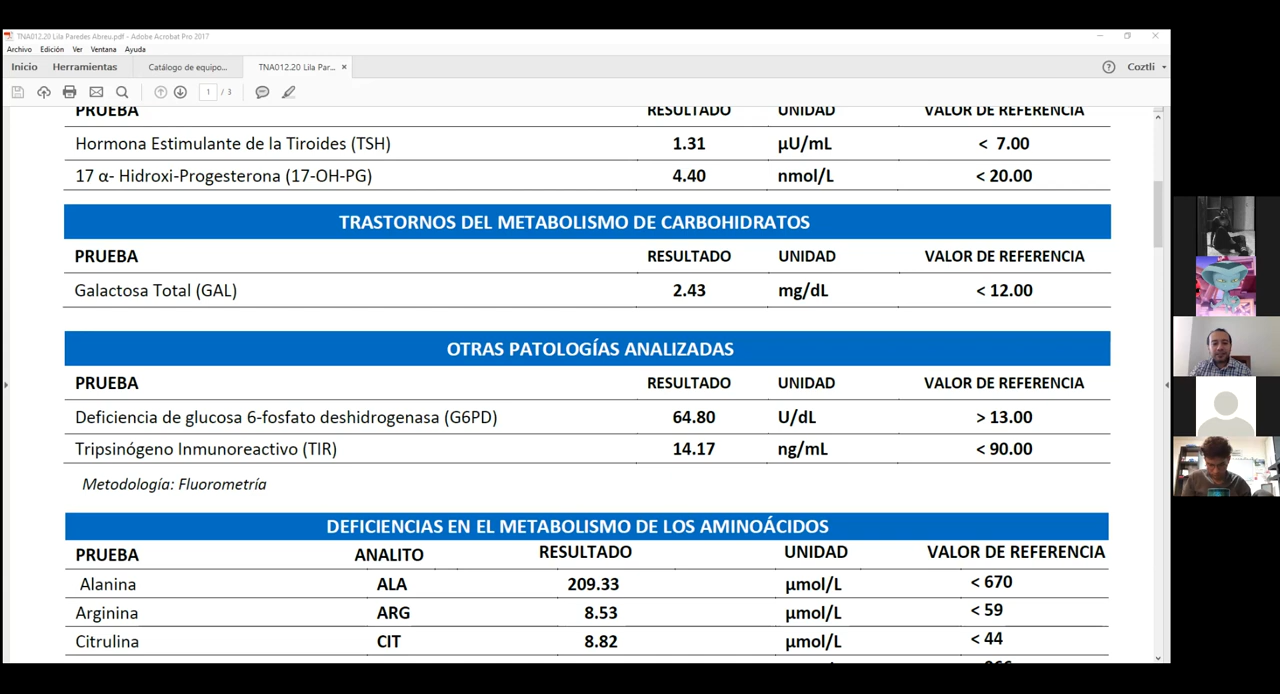 TNA012.20 Lila Paredes Abreu.pdf - Adobe Acrobat Pro 2017
Archivo Edición Ver Ventana Ayuda
Inicio Herramientas Catálogo de equipo... TNA012.20 Lila Par... × Coztli
1 / 3
PRUEBA RESULTADO UNIDAD VALOR DE REFERENCIA
Hormona Estimulante de la Tiroides (TSH) 1.31 µU/mL < 7.00
17 α- Hidroxi-Progesterona (17-OH-PG) 4.40 nmol/L < 20.00
TRASTORNOS DEL METABOLISMO DE CARBOHIDRATOS
PRUEBA RESULTADO UNIDAD VALOR DE REFERENCIA
Galactosa Total (GAL) 2.43 mg/dL < 12.00
OTRAS PATOLOGÍAS ANALIZADAS
PRUEBA RESULTADO UNIDAD VALOR DE REFERENCIA
Deficiencia de glucosa 6-fosfato deshidrogenasa (G6PD) 64.80 U/dL > 13.00
Tripsinógeno Inmunoreactivo (TIR) 14.17 ng/mL < 90.00
Metodología: Fluorometría
DEFICIENCIAS EN EL METABOLISMO DE LOS AMINOÁCIDOS
PRUEBA ANALITO RESULTADO UNIDAD VALOR DE REFERENCIA
Alanina ALA 209.33 µmol/L < 670
Arginina ARG 8.53 µmol/L < 59
Citrulina CIT 8.82 µmol/L < 44